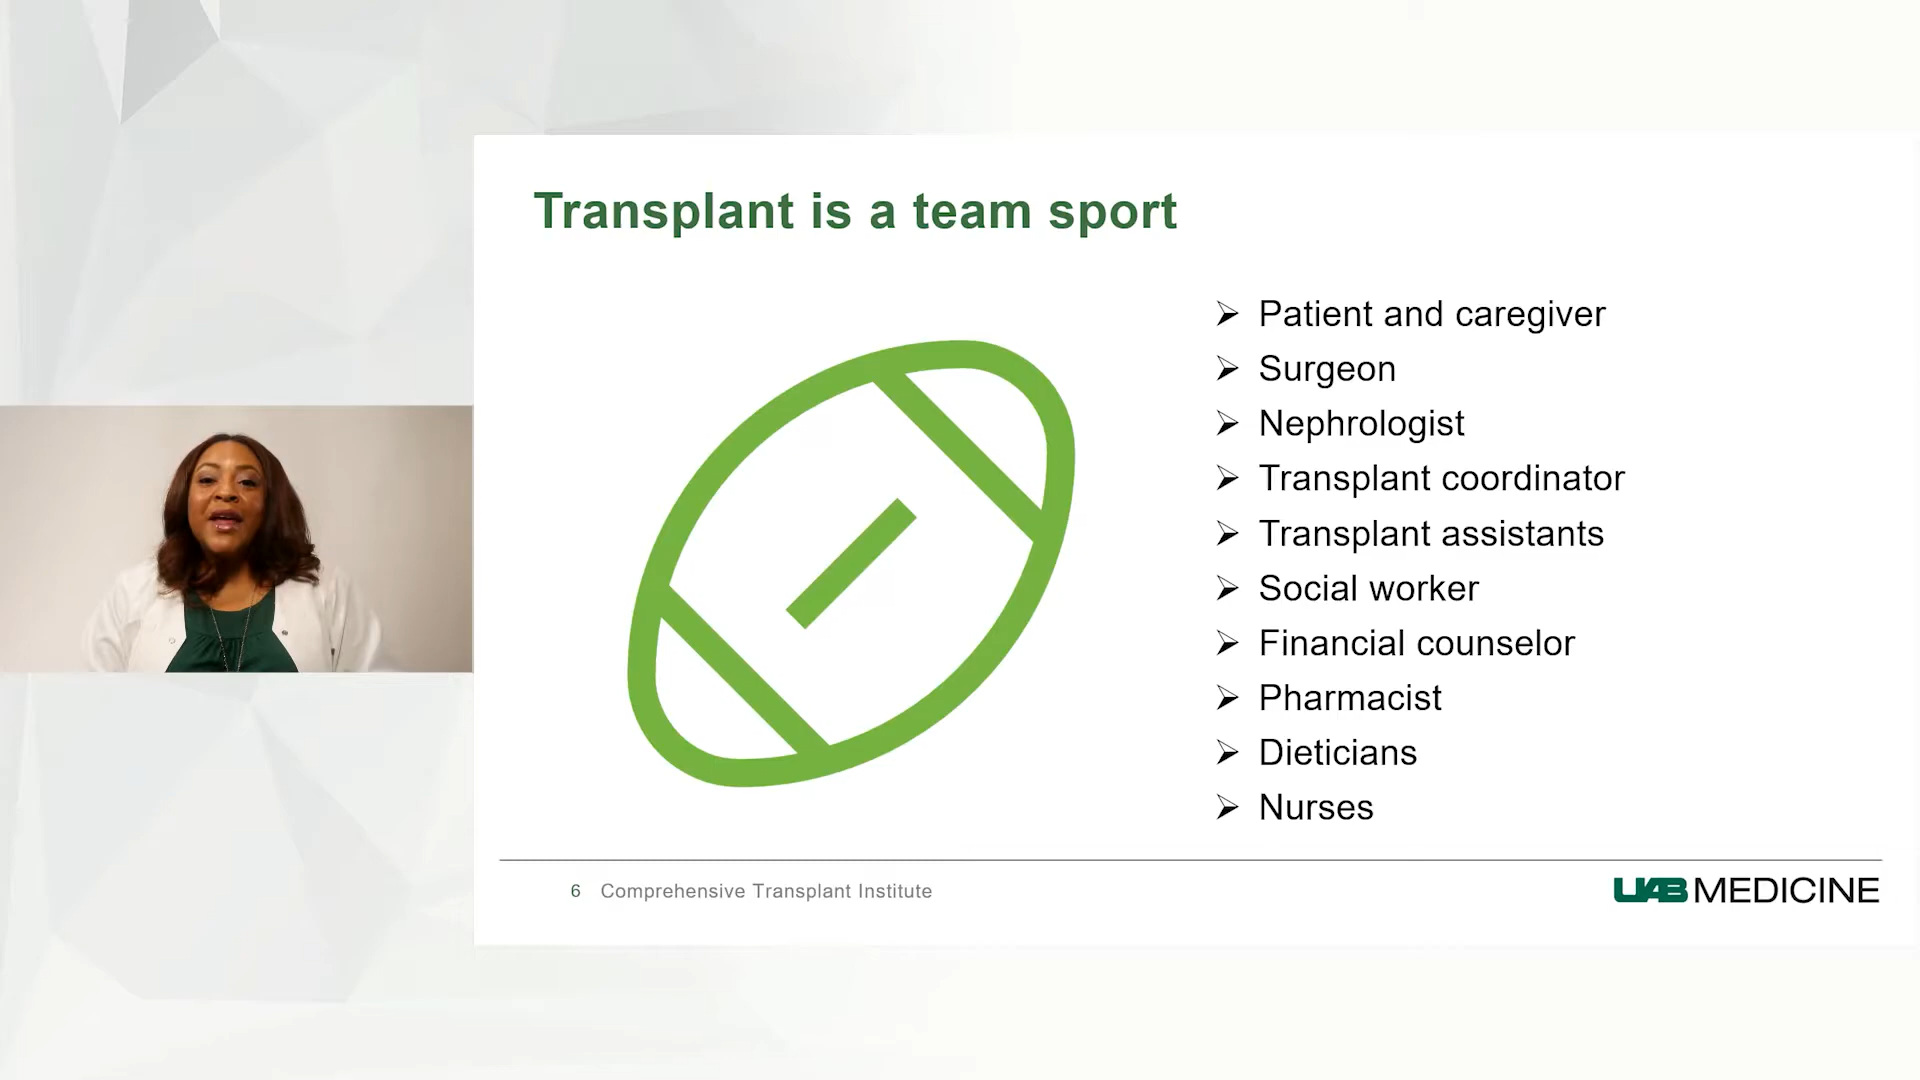 Transplant is a team sport
Patient and caregiver
Surgeon
Nephrologist
Transplant coordinator
Transplant assistants
Social worker
Financial counselor
Pharmacist
Dieticians
Nurses
6 Comprehensive Transplant Institute
UAB MEDICINE